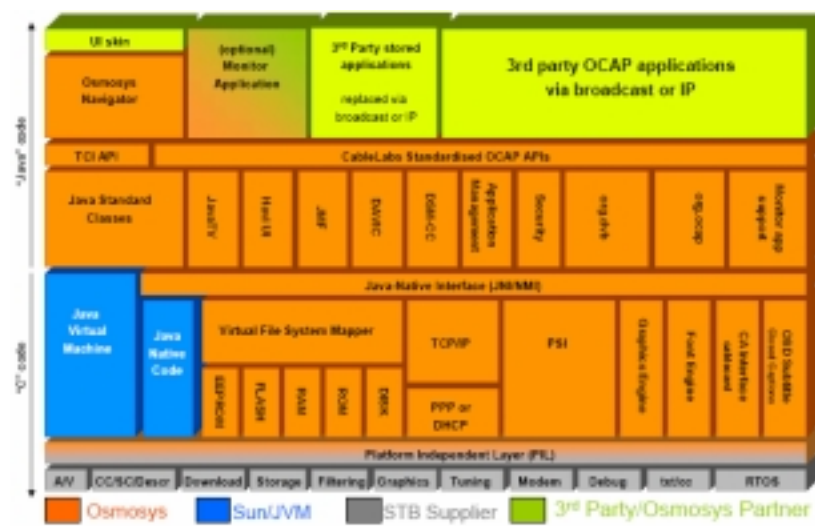 UI skin
Osmosys
Navigator
(optional)
Monitor
Application
3rd Party stored
applications
replaced via
broadcast or IP
3rd party OCAP applications
via broadcast or IP
"Java" code
TCI API
CableLabs Standardised OCAP APIs
Java Standard
Classes
JavaTV
Havi UI
JMF
DAVIC
DSM-CC
Application
Management
Security
org.dvb
org.ocap
Monitor app
support
Java-Native Interface (JNI/NMI)
"C" code
Java
Virtual
Machine
Java
Native
Code
Virtual File System Mapper
EEPROM
FLASH
RAM
ROM
DISK
TCP/IP
PPP or
DHCP
PSI
Graphics Engine
Font Engine
CA Interface
OSD Subtitle
Closed Captions
Platform Independent Layer (PIL)
A/V
CC/SC/Descr
Download
Storage
Filtering
Graphics
Tuning
Modem
Debug
txt/cc
RTOS
Osmosys
Sun/JVM
STB Supplier
3rd Party/Osmosys Partner